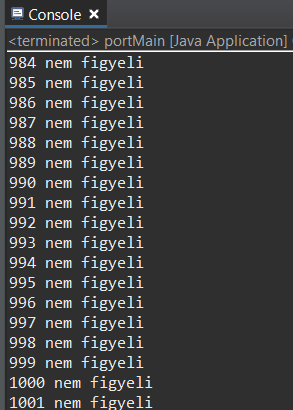 Console
<terminated> portMain [Java Application]
984 nem figyeli
985 nem figyeli
986 nem figyeli
987 nem figyeli
988 nem figyeli
989 nem figyeli
990 nem figyeli
991 nem figyeli
992 nem figyeli
993 nem figyeli
994 nem figyeli
995 nem figyeli
996 nem figyeli
997 nem figyeli
998 nem figyeli
999 nem figyeli
1000 nem figyeli
1001 nem figyeli